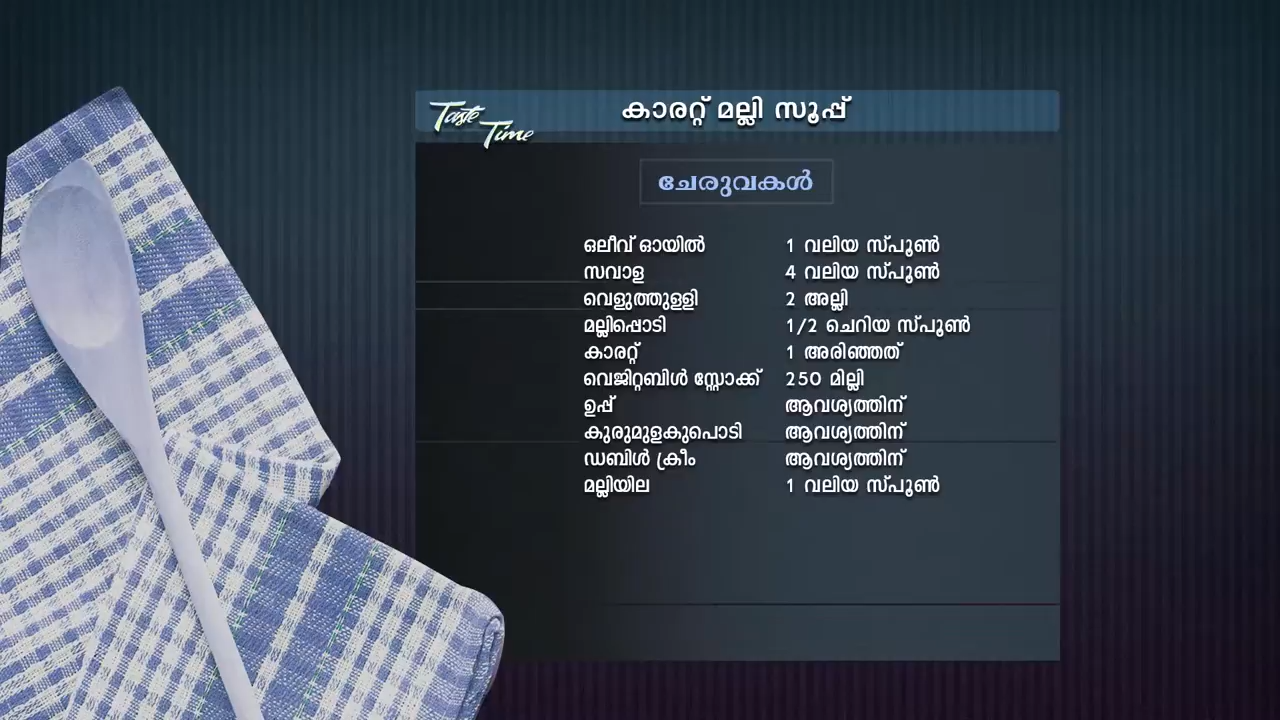 Taste Time
കാരറ്റ് മല്ലി സൂപ്പ്
ചേരുവകൾ
ഒലീവ് ഓയിൽ 1 വലിയ സ്പൂൺ
സവാള 4 വലിയ സ്പൂൺ
വെളുത്തുള്ളി 2 അല്ലി
മല്ലിപ്പൊടി 1/2 ചെറിയ സ്പൂൺ
കാരറ്റ് 1 അരിഞ്ഞത്
വെജിറ്റബിൾ സ്റ്റോക്ക് 250 മില്ലി
ഉപ്പ് ആവശ്യത്തിന്
കുരുമുളകുപൊടി ആവശ്യത്തിന്
ഡബിൾ ക്രീം ആവശ്യത്തിന്
മല്ലിയില 1 വലിയ സ്പൂൺ